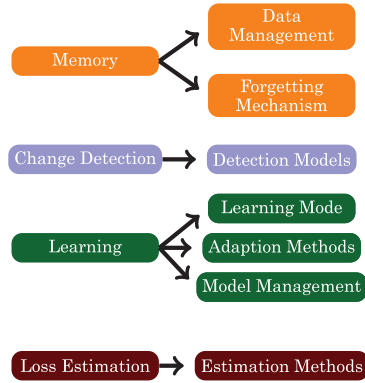 Memory
Data
Management
Forgetting
Mechanism
Change Detection
Detection Models
Learning
Learning Mode
Adaption Methods
Model Management
Loss Estimation
Estimation Methods